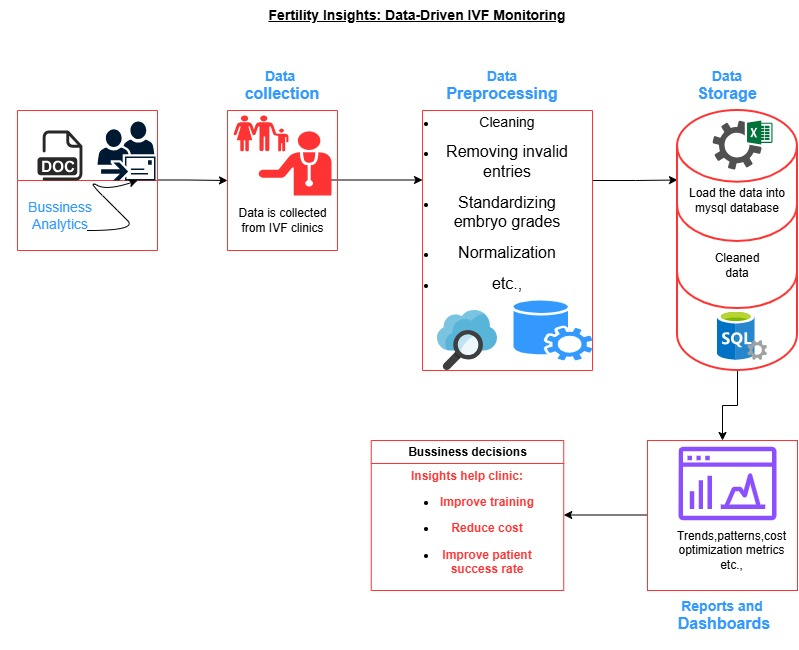 Fertility Insights: Data-Driven IVF Monitoring
DOC
Bussiness
Analytics
Data
collection
Data is collected
from IVF clinics
Data
Preprocessing
Cleaning
Removing invalid
entries
Standardizing
embryo grades
Normalization
etc.,
Data
Storage
X
Load the data into
mysql database
Cleaned
data
SQL
Bussiness decisions
Insights help clinic:
Improve training
Reduce cost
Improve patient
success rate
Trends,patterns,cost
optimization metrics
etc.,
Reports and
Dashboards